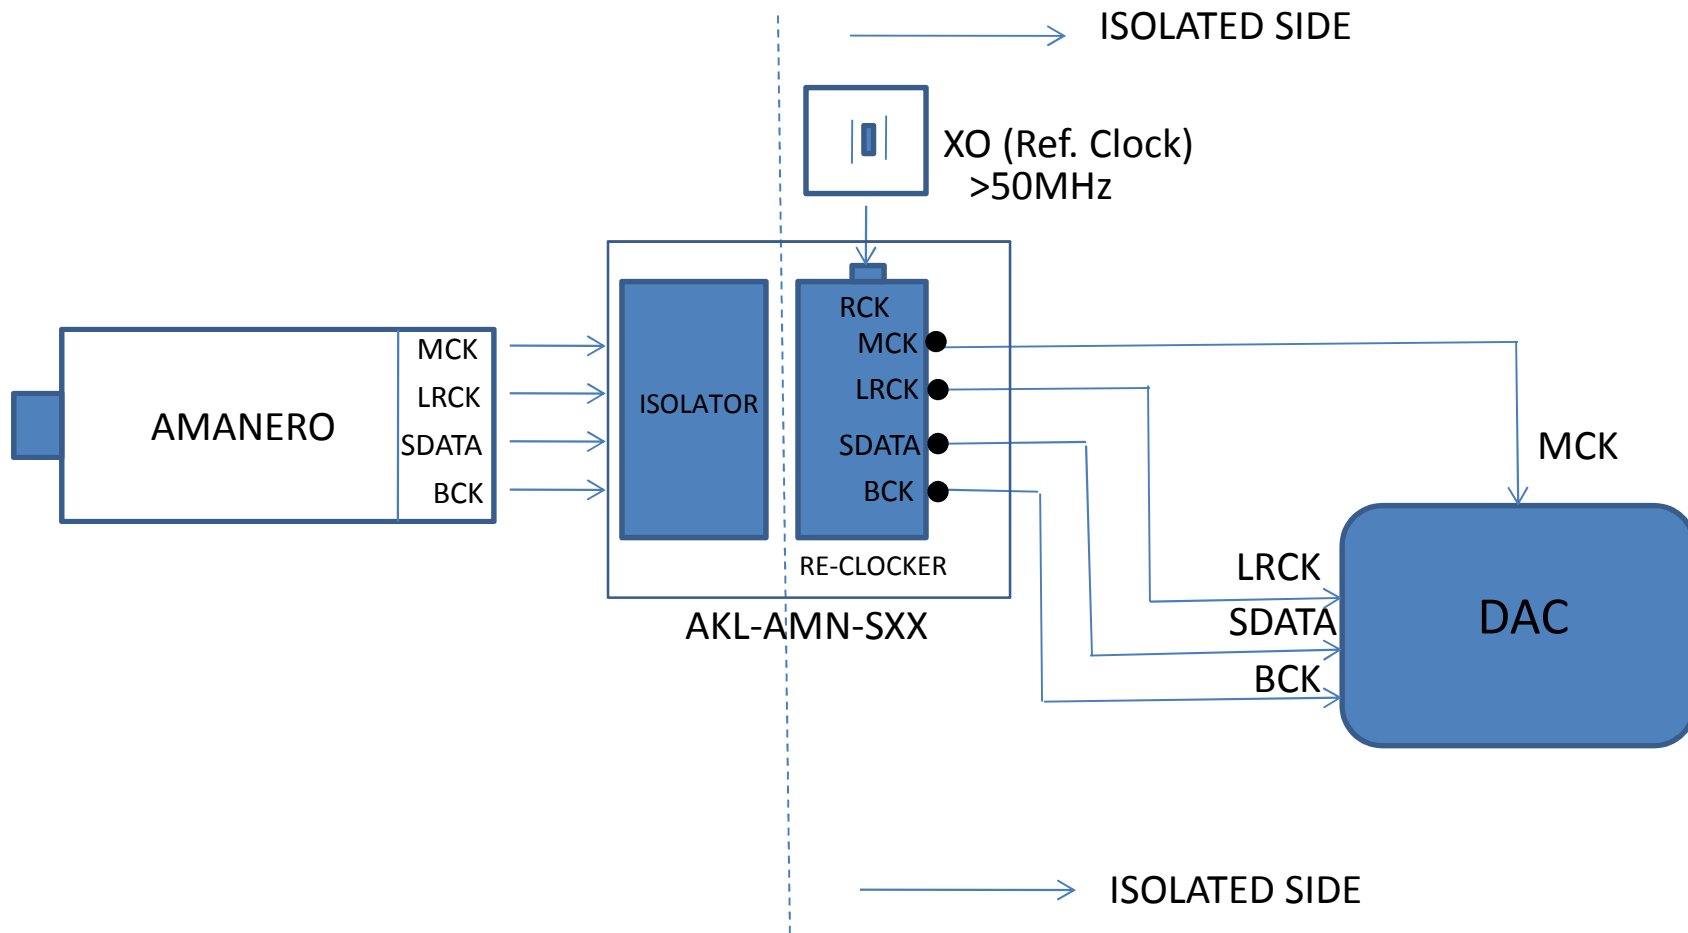 ISOLATED SIDE
XO (Ref. Clock)
>50MHz
AMANERO
MCK
LRCK
SDATA
BCK
ISOLATOR
RCK
MCK
LRCK
SDATA
BCK
RE-CLOCKER
AKL-AMN-SXX
MCK
LRCK
SDATA
BCK
DAC
ISOLATED SIDE